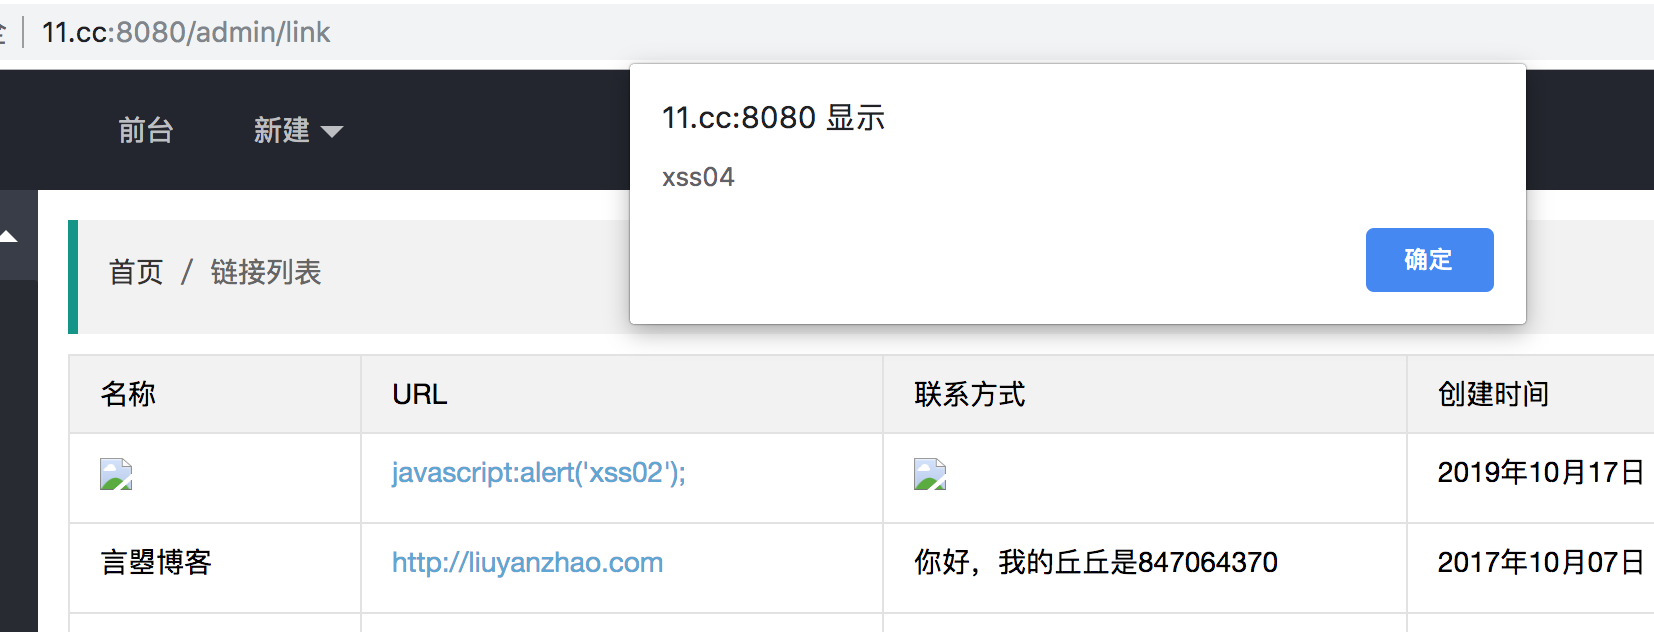 11.cc:8080/admin/link
前台 新建
11.cc:8080 显示
xss04
确定
首页 / 链接列表
名称 URL 联系方式 创建时间
javascript:alert('xss02'); 2019年10月17日
言曌博客 http://liuyanzhao.com 你好，我的丘丘是847064370 2017年10月07日